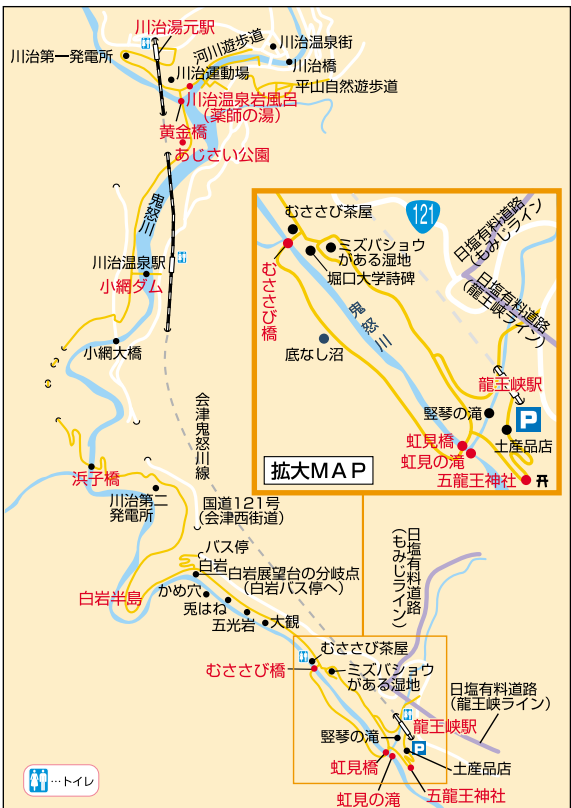 川治湯元駅
川治第一発電所
河川遊歩道
川治温泉街
川治橋
川治運動場
平山自然遊歩道
川治温泉岩風呂
（薬師の湯）
黄金橋
あじさい公園
鬼怒川
川治温泉駅
小網ダム
小網大橋
会津鬼怒川線
浜子橋
川治第二
発電所
国道121号
（会津西街道）
バス停
白岩
白岩展望台の分岐点
（白岩バス停へ）
白岩半島
かめ穴
兎はね
五光岩
大観
むささび茶屋
むささび橋
ミズバショウ
がある湿地
日塩有料道路
（もみじライン）
日塩有料道路
（龍王峡ライン）
龍王峡駅
竪琴の滝
P
土産品店
虹見橋
虹見の滝
五龍王神社
…トイレ
むささび茶屋
121
日塩有料道路
（もみじライン）
ミズバショウ
がある湿地
堀口大学詩碑
むささび橋
鬼怒川
日塩有料道路
（龍王峡ライン）
底なし沼
龍王峡駅
竪琴の滝
P
土産品店
虹見橋
虹見の滝
五龍王神社
拡大MAP